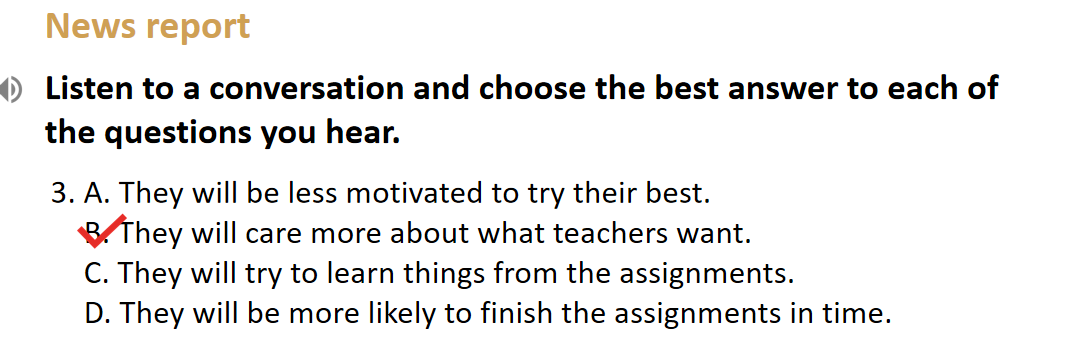 News report
Listen to a conversation and choose the best answer to each of
the questions you hear.
3. A. They will be less motivated to try their best.
B. They will care more about what teachers want.
C. They will try to learn things from the assignments.
D. They will be more likely to finish the assignments in time.